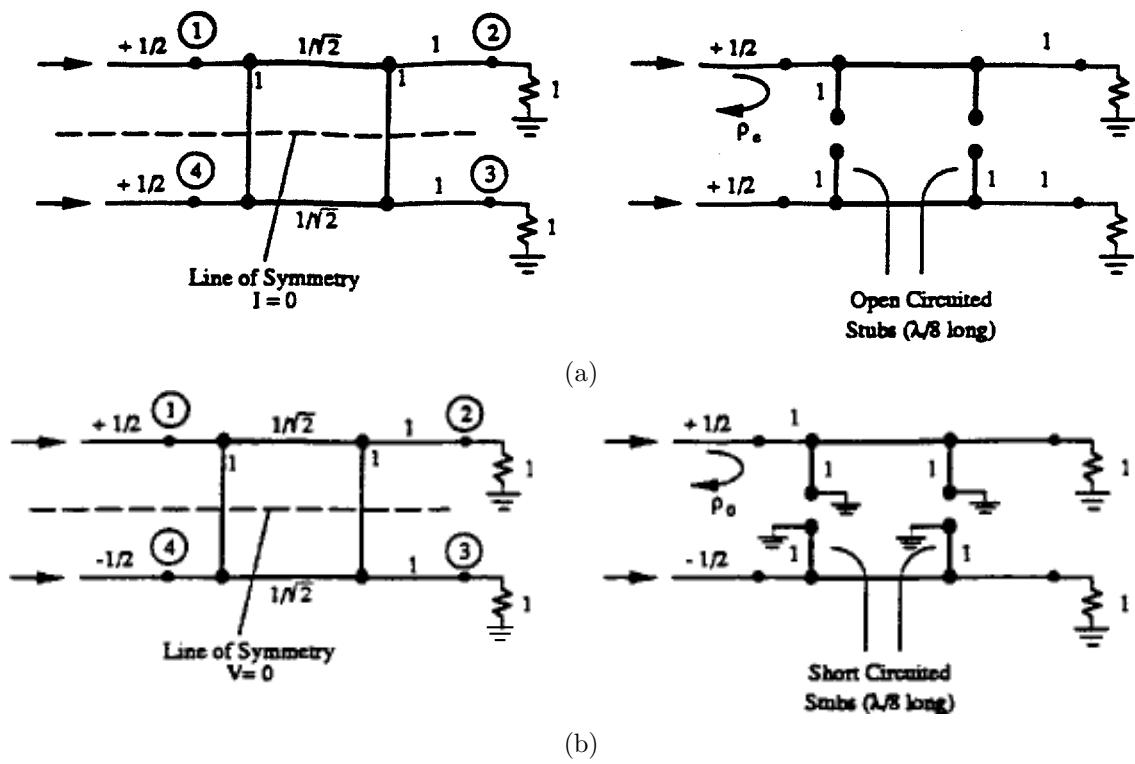 + 1/2 ① 1/√2 1 ②
1 1 1
+ 1/2 ④ 1 ③
1/√2 1
Line of Symmetry
I = 0
+ 1/2 1
1 1
ρe
+ 1/2 1 1 1
1
Open Circuited
Stubs (λ/8 long)
(a)
+ 1/2 ① 1/√2 1 ②
1 1 1
-1/2 ④ 1 ③
1/√2 1
Line of Symmetry
V= 0
+ 1/2 1
1 1 1
ρ0
- 1/2 1 1
1
Short Circuited
Stubs (λ/8 long)
(b)